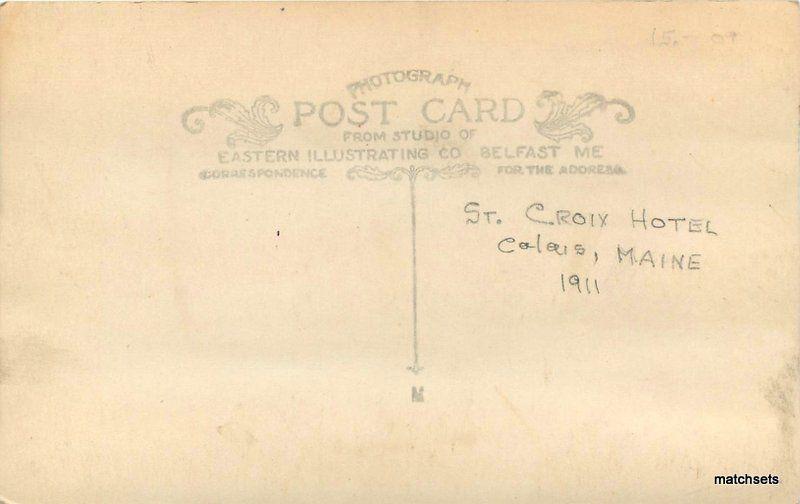 15.- 09
PHOTOGRAPH
POST CARD
FROM STUDIO OF
EASTERN ILLUSTRATING CO BELFAST ME
CORRESPONDENCE FOR THE ADDRESS
ST. CROIX HOTEL
Calais, MAINE
1911
M
matchsets